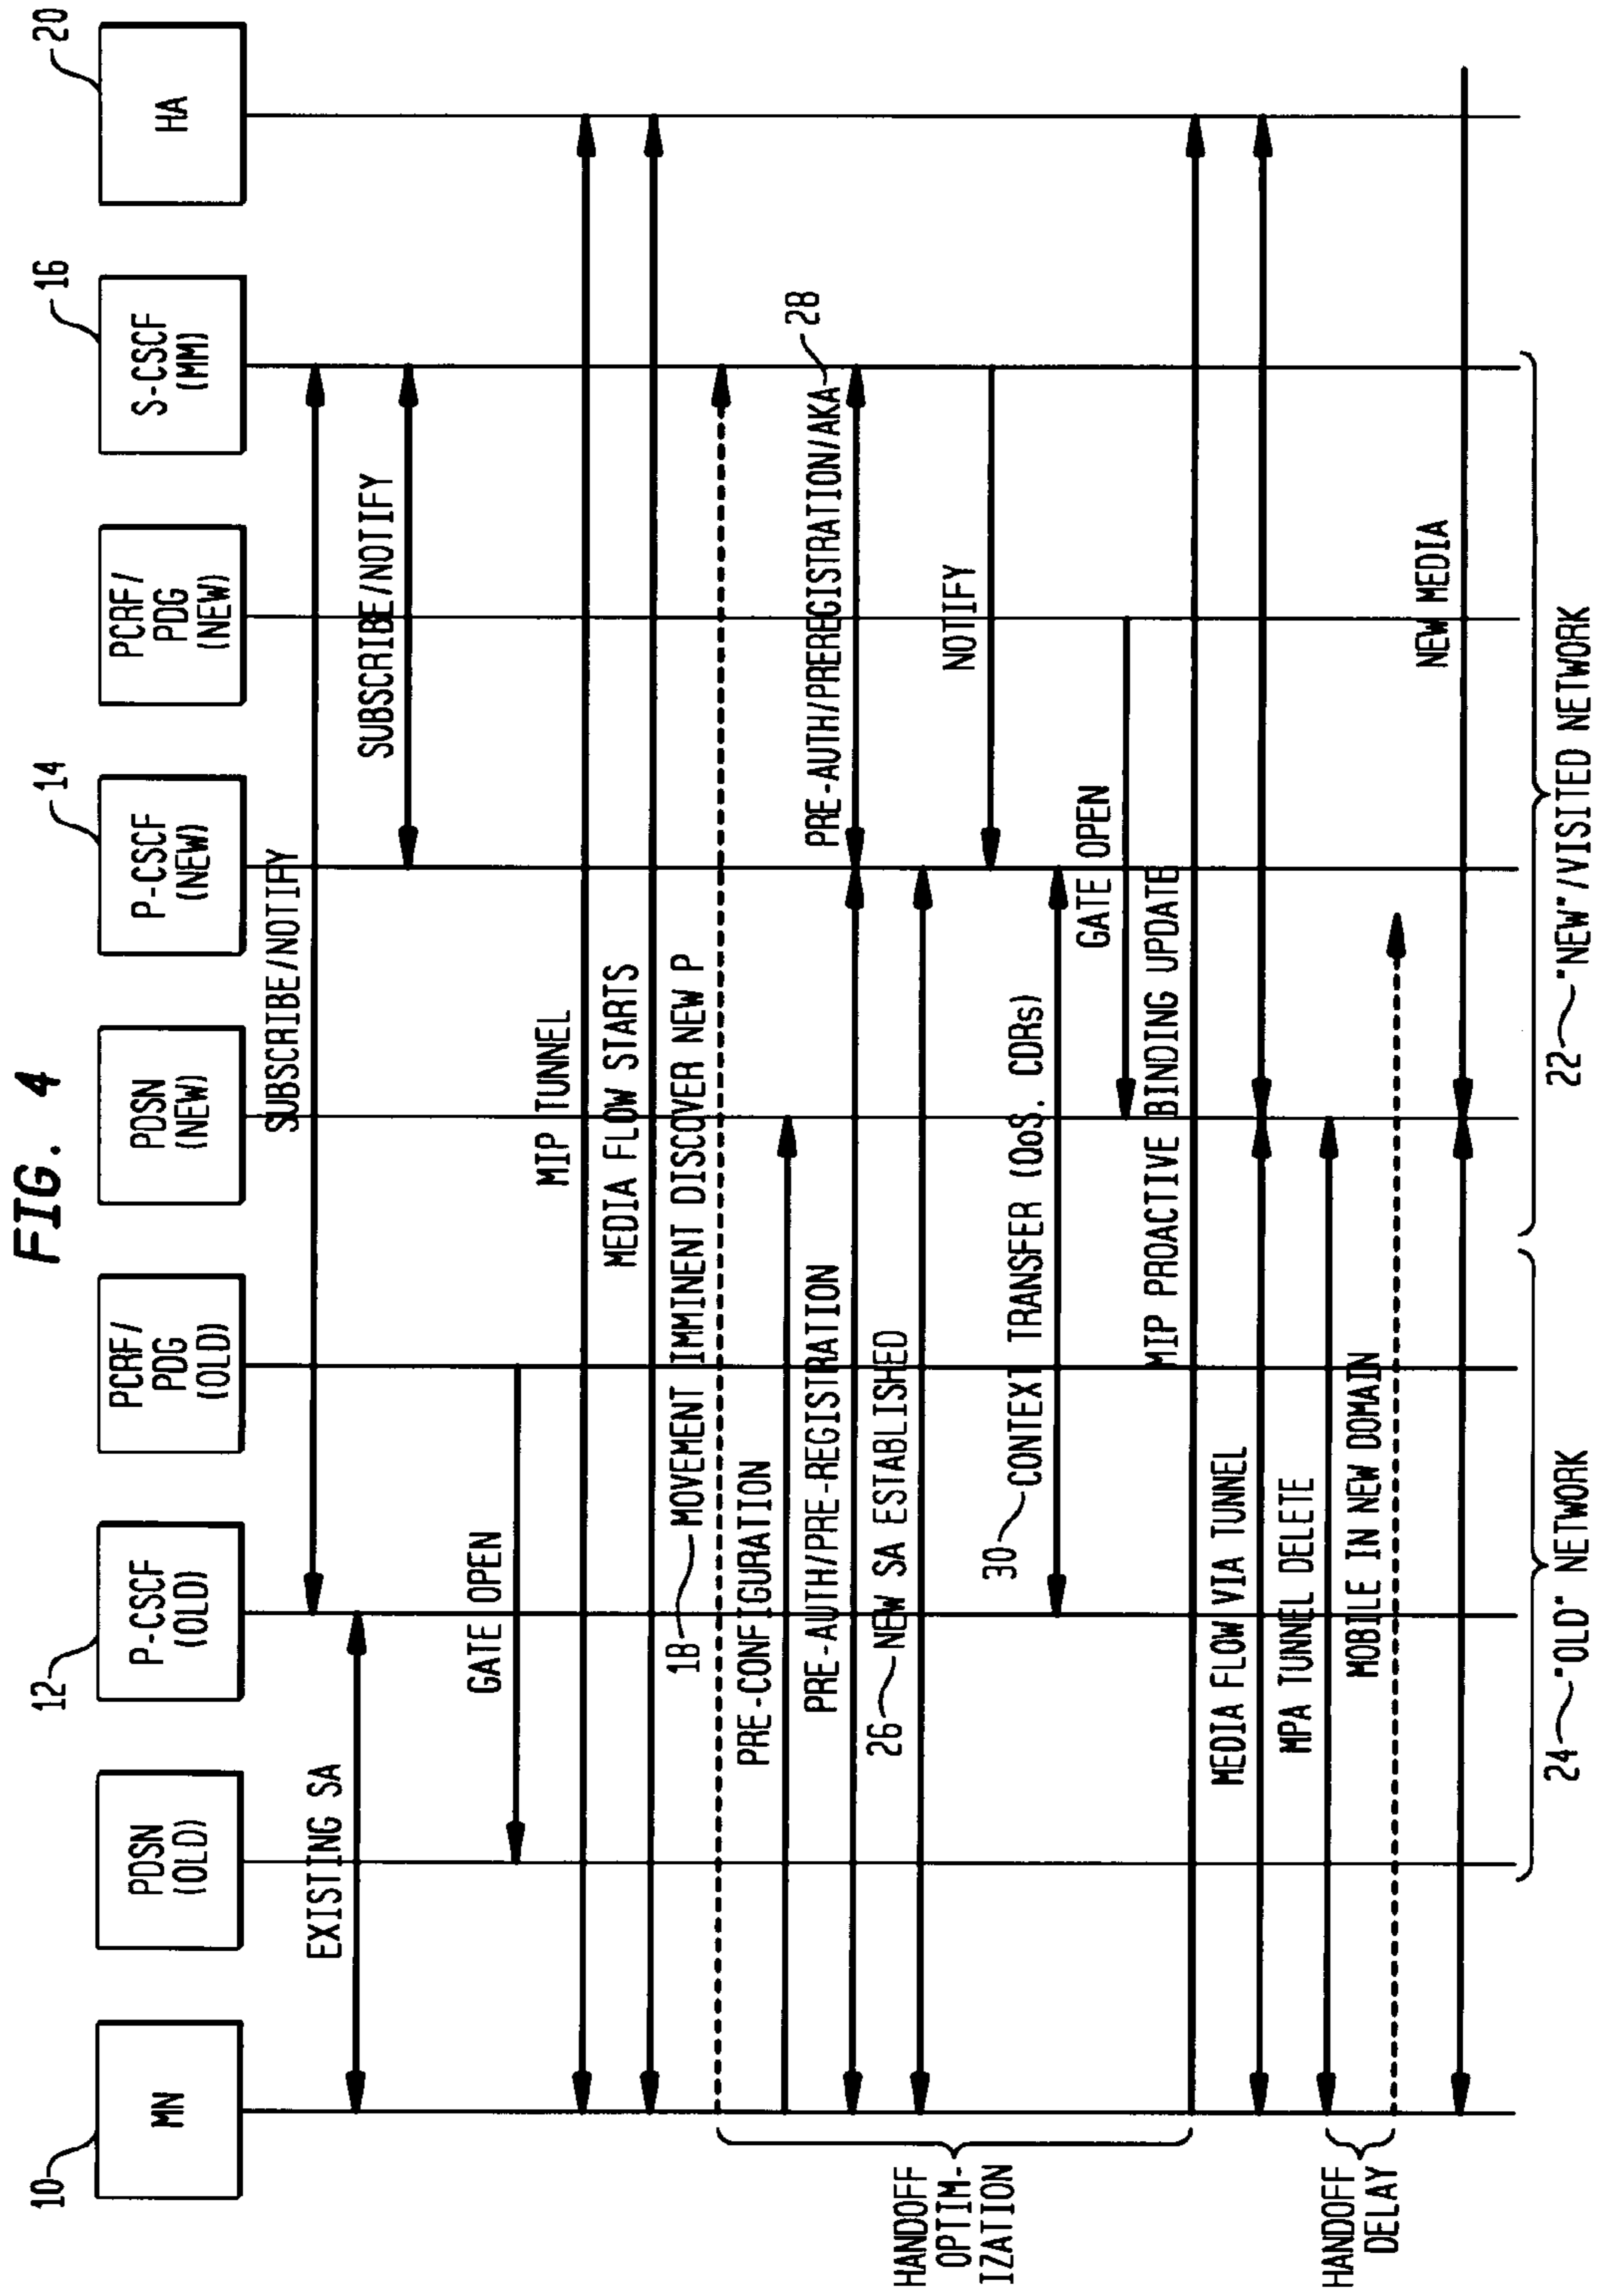 FIG. 4
10
12
14
16
20
MN
PDSN
(OLD)
P-CSCF
(OLD)
PCRF/
PDG
(OLD)
PDSN
(NEW)
P-CSCF
(NEW)
PCRF/
PDG
(NEW)
S-CSCF
(MM)
HA
SUBSCRIBE/NOTIFY
EXISTING SA
SUBSCRIBE/NOTIFY
GATE OPEN
MIP TUNNEL
MEDIA FLOW STARTS
18 MOVEMENT IMMINENT DISCOVER NEW P
PRE-CONFIGURATION
PRE-AUTH/PRE-REGISTRATION
PRE-AUTH/PREREGISTRATION/AKA 28
26 NEW SA ESTABLISHED
NOTIFY
30 CONTEXT TRANSFER (QoS. CDRs)
GATE OPEN
MIP PROACTIVE BINDING UPDATE
MEDIA FLOW VIA TUNNEL
MPA TUNNEL DELETE
MOBILE IN NEW DOMAIN
NEW MEDIA
HANDOFF
OPTIM-
IZATION
HANDOFF
DELAY
24 "OLD" NETWORK
22 "NEW"/VISITED NETWORK